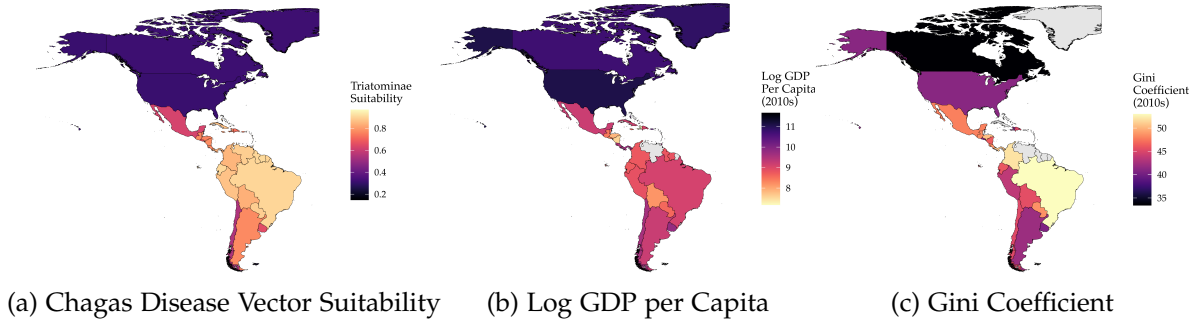 Triatominae
Suitability
0.8
0.6
0.4
0.2
(a) Chagas Disease Vector Suitability
Log GDP
Per Capita
(2010s)
11
10
9
8
(b) Log GDP per Capita
Gini
Coefficient
(2010s)
50
45
40
35
(c) Gini Coefficient